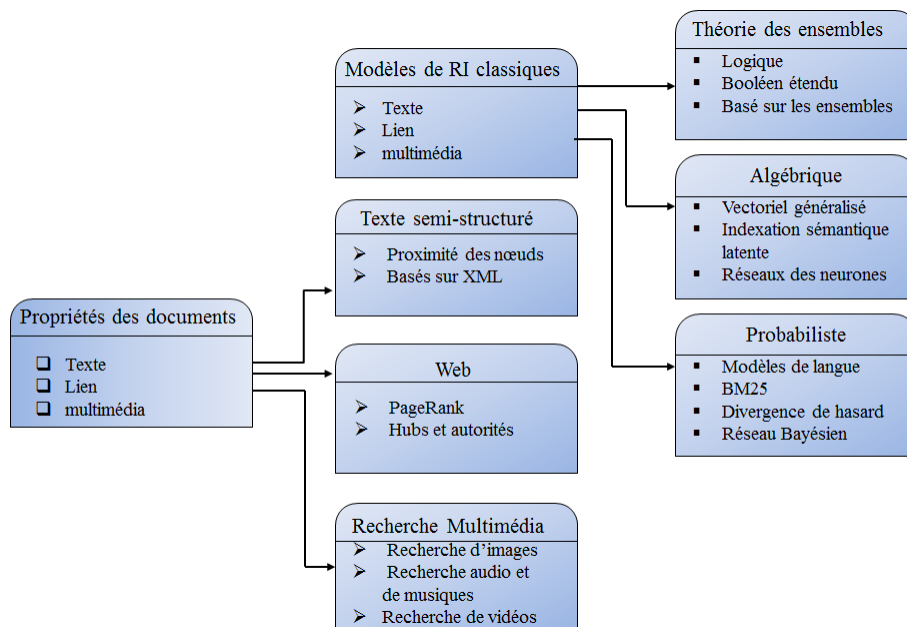 Propriétés des documents
Texte
Lien
multimédia
Modèles de RI classiques
Texte
Lien
multimédia
Texte semi-structuré
Proximité des nœuds
Basés sur XML
Web
PageRank
Hubs et autorités
Recherche Multimédia
Recherche d'images
Recherche audio et
de musiques
Recherche de vidéos
Théorie des ensembles
Logique
Booléen étendu
Basé sur les ensembles
Algébrique
Vectoriel généralisé
Indexation sémantique
latente
Réseaux des neurones
Probabiliste
Modèles de langue
BM25
Divergence de hasard
Réseau Bayésien